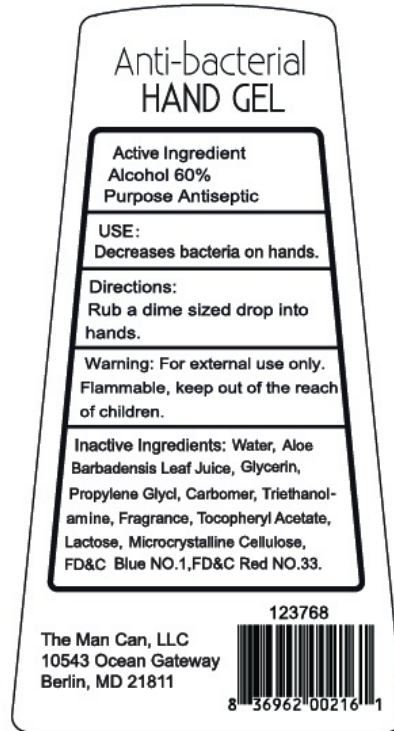 Anti-bacterial
HAND GEL
Active Ingredient
Alcohol 60%
Purpose Antiseptic
USE:
Decreases bacteria on hands.
Directions:
Rub a dime sized drop into
hands.
Warning: For external use only.
Flammable, keep out of the reach
of children.
Inactive Ingredients: Water, Aloe
Barbadensis Leaf Juice, Glycerin,
Propylene Glycl, Carbomer, Triethanol-
amine, Fragrance, Tocopheryl Acetate,
Lactose, Microcrystalline Cellulose,
FD&C Blue NO.1,FD&C Red NO.33.
The Man Can, LLC
10543 Ocean Gateway
Berlin, MD 21811
123768
8 36962 00216 1